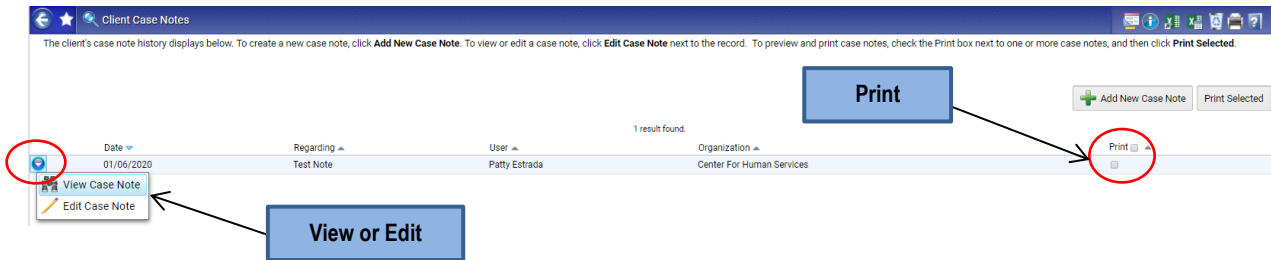 Client Case Notes
The client's case note history displays below. To create a new case note, click Add New Case Note. To view or edit a case note, click Edit Case Note next to the record. To preview and print case notes, check the Print box next to one or more case notes, and then click Print Selected.
Print
Add New Case Note Print Selected
1 result found.
Date Regarding User Organization Print
01/06/2020 Test Note Patty Estrada Center For Human Services
View Case Note
Edit Case Note
View or Edit